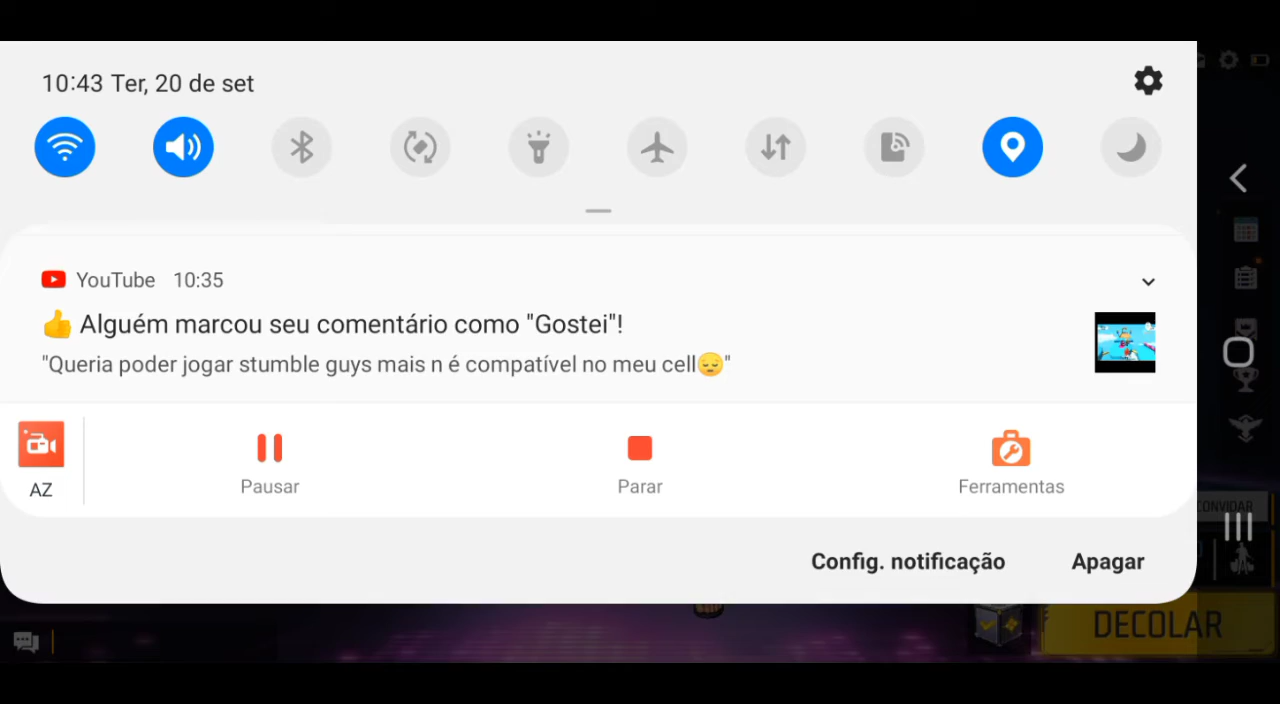 10:43 Ter, 20 de set
YouTube 10:35
👍 Alguém marcou seu comentário como "Gostei"!
"Queria poder jogar stumble guys mais n é compatível no meu cell😔"
AZ
Pausar
Parar
Ferramentas
CONVIDAR
Config. notificação
Apagar
DECOLAR